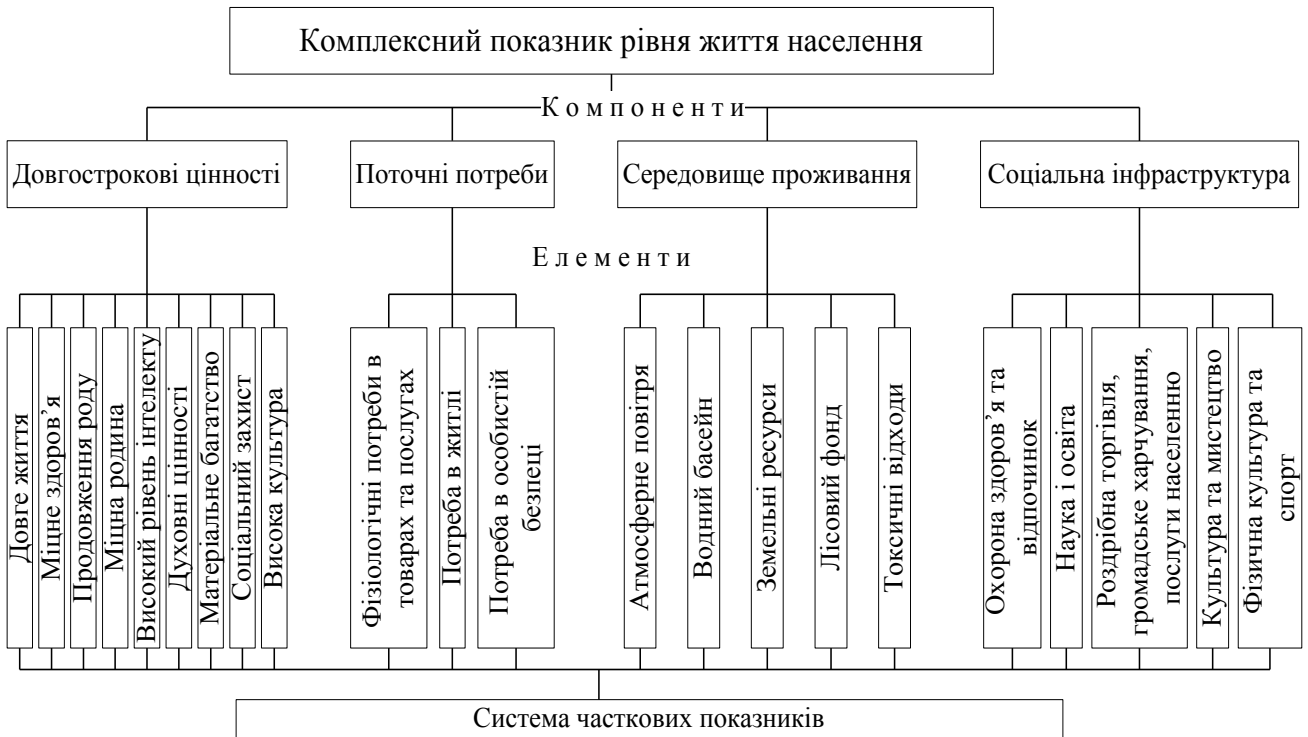 Комплексний показник рівня життя населення
Компоненти
Довгострокові цінності
Поточні потреби
Середовище проживання
Соціальна інфраструктура
Елементи
Довге життя
Міцне здоров’я
Продовження роду
Міцна родина
Високий рівень інтелекту
Духовні цінності
Матеріальне багатство
Соціальний захист
Висока культура
Фізіологічні потреби в
товарах та послугах
Потреба в житлі
Потреба в особистій
безпеці
Атмосферне повітря
Водний басейн
Земельні ресурси
Лісовий фонд
Токсичні відходи
Охорона здоров’я та
відпочинок
Наука і освіта
Роздрібна торгівля,
громадське харчування,
послуги населенню
Культура та мистецтво
Фізична культура та
спорт
Система часткових показників